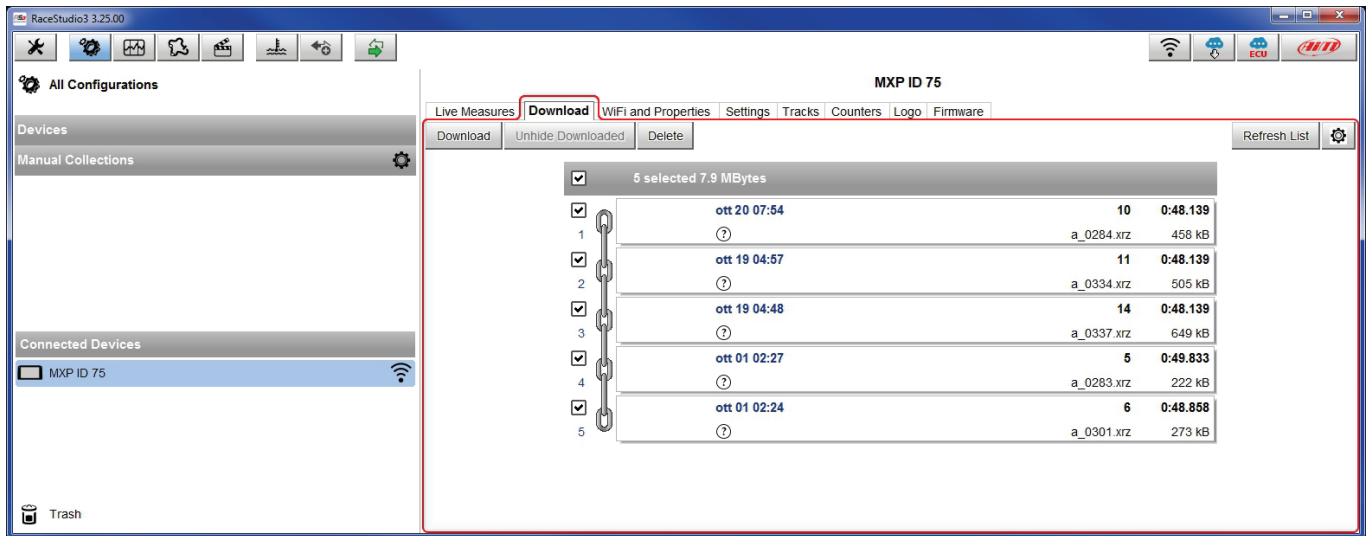 RaceStudio3 3.25.00
ECU AiM
All Configurations
MXP ID 75
Live Measures Download WiFi and Properties Settings Tracks Counters Logo Firmware
Devices
Download Unhide Downloaded Delete Refresh List
Manual Collections
5 selected 7.9 MBytes
ott 20 07:54 10 0:48.139
1 ? a_0284.xrz 458 kB
ott 19 04:57 11 0:48.139
2 ? a_0334.xrz 505 kB
ott 19 04:48 14 0:48.139
3 ? a_0337.xrz 649 kB
Connected Devices
ott 01 02:27 5 0:49.833
MXP ID 75
4 ? a_0283.xrz 222 kB
ott 01 02:24 6 0:48.858
5 ? a_0301.xrz 273 kB
Trash